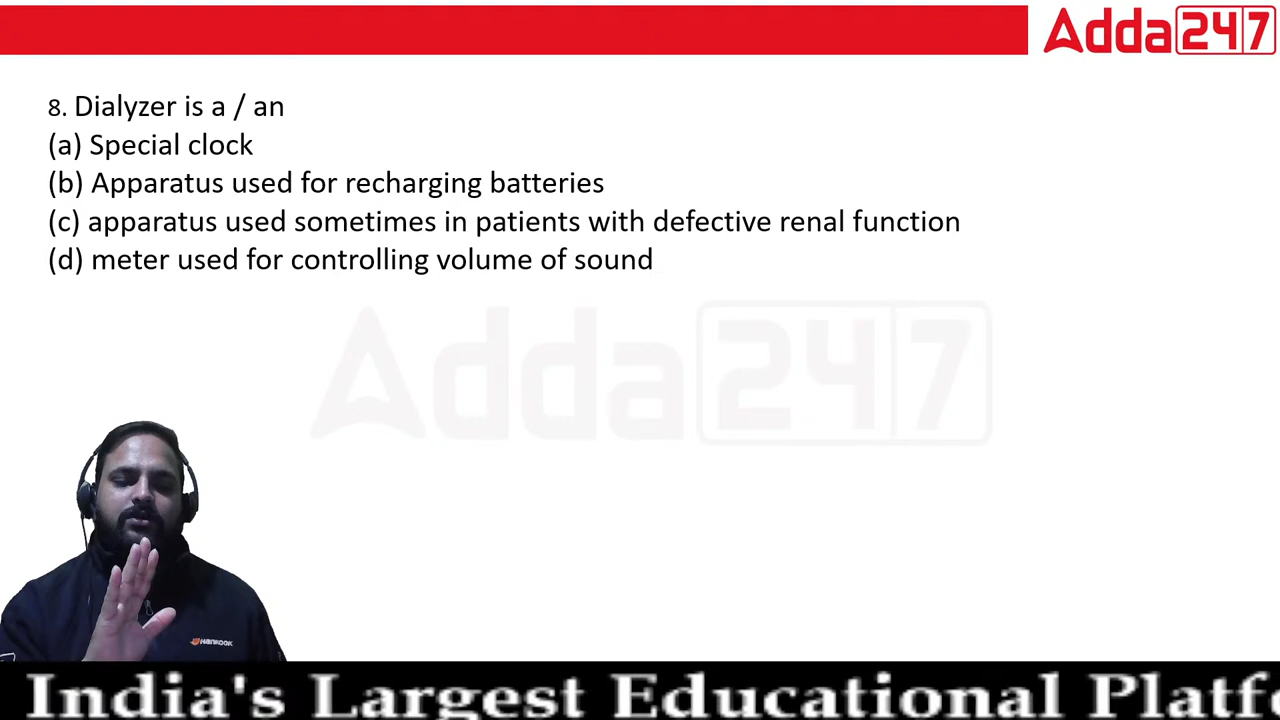 Adda247
8. Dialyzer is a / an
(a) Special clock
(b) Apparatus used for recharging batteries
(c) apparatus used sometimes in patients with defective renal function
(d) meter used for controlling volume of sound
Adda247
HANKOOK
India's Largest Educational Platf